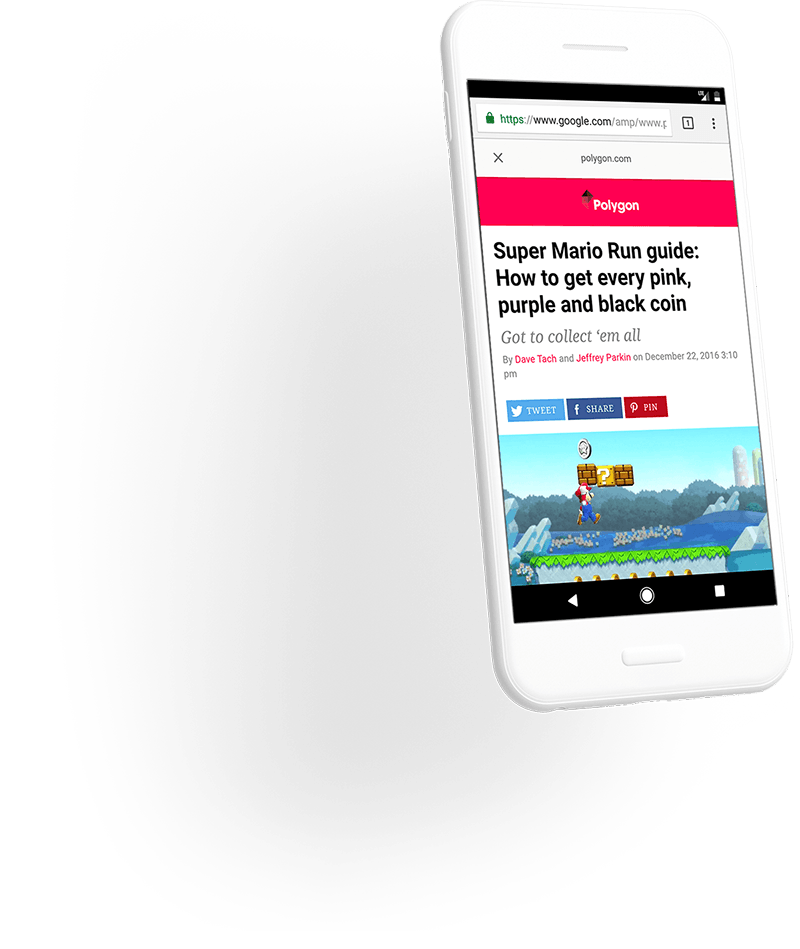 LTE
https://www.google.com/amp/www.p
1
polygon.com
Polygon
Super Mario Run guide:
How to get every pink,
purple and black coin
Got to collect ‘em all
By Dave Tach and Jeffrey Parkin on December 22, 2016 3:10
pm
TWEET
SHARE
PIN
?